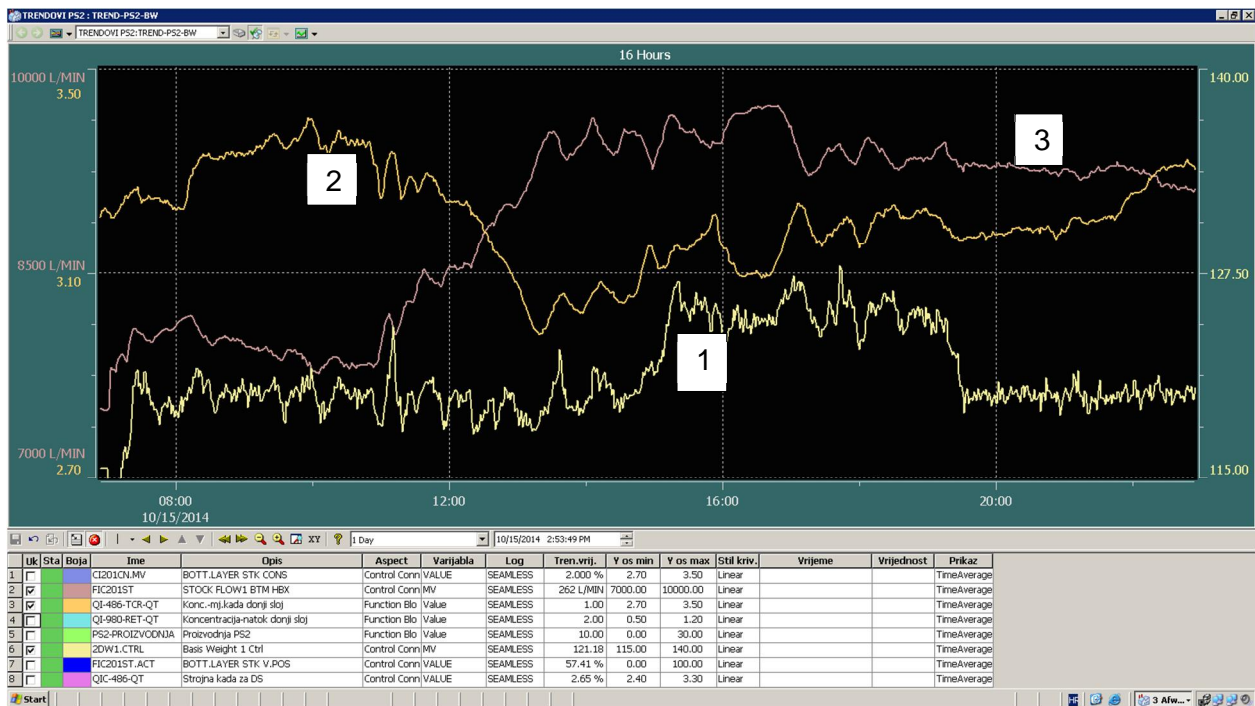 TRENDOVI PS2 : TREND-PS2-BW
TRENDOVI PS2:TREND-PS2-BW
16 Hours
10000 L/MIN
3.50
140.00
3
2
8500 L/MIN
3.10
127.50
1
7000 L/MIN
2.70
115.00
08:00 12:00 16:00 20:00
10/15/2014
XY 1 Day 10/15/2014 2:53:49 PM
Uk Sta Boja Ime Opis Aspect Varijabla Log Tren.vrij. Y os min Y os max Stil kriv. Vrijeme Vrijednost Prikaz
1 CI201CN.MV BOTT.LAYER STK CONS Control Conn VALUE SEAMLESS 2.000 % 2.70 3.50 Linear TimeAverage
2 FIC201ST STOCK FLOW1 BTM HBX Control Conn MV SEAMLESS 262 L/MIN 7000.00 10000.00 Linear TimeAverage
3 QI-486-TCR-QT Konc.-mj.kada donji sloj Function Blo Value SEAMLESS 1.00 2.70 3.50 Linear TimeAverage
4 QI-980-RET-QT Koncentracija-natok donji sloj Function Blo Value SEAMLESS 2.00 0.50 1.20 Linear TimeAverage
5 PS2-PROIZVODNJA Proizvodnja PS2 Function Blo Value SEAMLESS 10.00 0.00 30.00 Linear TimeAverage
6 2DW1.CTRL Basis Weight 1 Ctrl Control Conn MV SEAMLESS 121.18 115.00 140.00 Linear TimeAverage
7 FIC201ST.ACT BOTT.LAYER STK V.POS Control Conn VALUE SEAMLESS 57.41 % 0.00 100.00 Linear TimeAverage
8 QIC-486-QT Strojna kada za DS Control Conn VALUE SEAMLESS 2.65 % 2.40 3.30 Linear TimeAverage
Start HR 3 Afw...